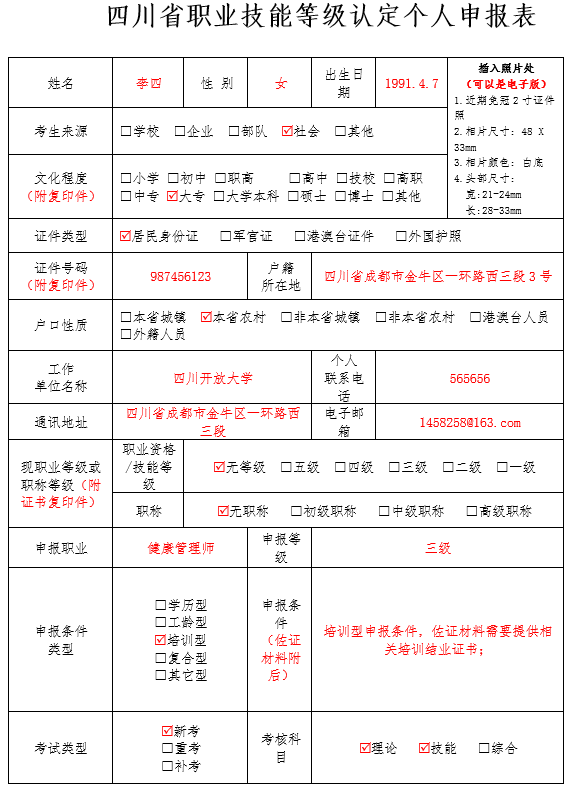 四川省职业技能等级认定个人申报表
姓名
李四
性 别
女
出生日
期
1991.4.7
插入照片处
（可以是电子版）
1.近期免冠2寸证件
照
2.相片尺寸：48 X
33mm
3.相片颜色：白底
4.头部尺寸：
宽:21-24mm
长:28-33mm
考生来源
□学校 □企业 □部队 ☑社会 □其他
文化程度
（附复印件）
□小学 □初中 □职高 □高中 □技校 □高职
□中专 ☑大专 □大学本科 □硕士 □博士 □其他
证件类型
☑居民身份证 □军官证 □港澳台证件 □外国护照
证件号码
（附复印件）
987456123
户籍
所在地
四川省成都市金牛区一环路西三段3号
户口性质
□本省城镇 ☑本省农村 □非本省城镇 □非本省农村 □港澳台人员
□外籍人员
工作
单位名称
四川开放大学
个人
联系电
话
565656
通讯地址
四川省成都市金牛区一环路西
三段
电子邮
箱
1458258@163.com
现职业等级或
职称等级（附
证书复印件）
职业资格
/技能等
级
☑无等级 □五级 □四级 □三级 □二级 □一级
职称
☑无职称 □初级职称 □中级职称 □高级职称
申报职业
健康管理师
申报等
级
三级
申报条件
类型
□学历型
□工龄型
☑培训型
□复合型
□其它型
申报条
件
（佐证
材料附
后）
培训型申报条件，佐证材料需要提供相
关培训结业证书；
考试类型
☑新考
□重考
□补考
考核科
目
☑理论 ☑技能 □综合